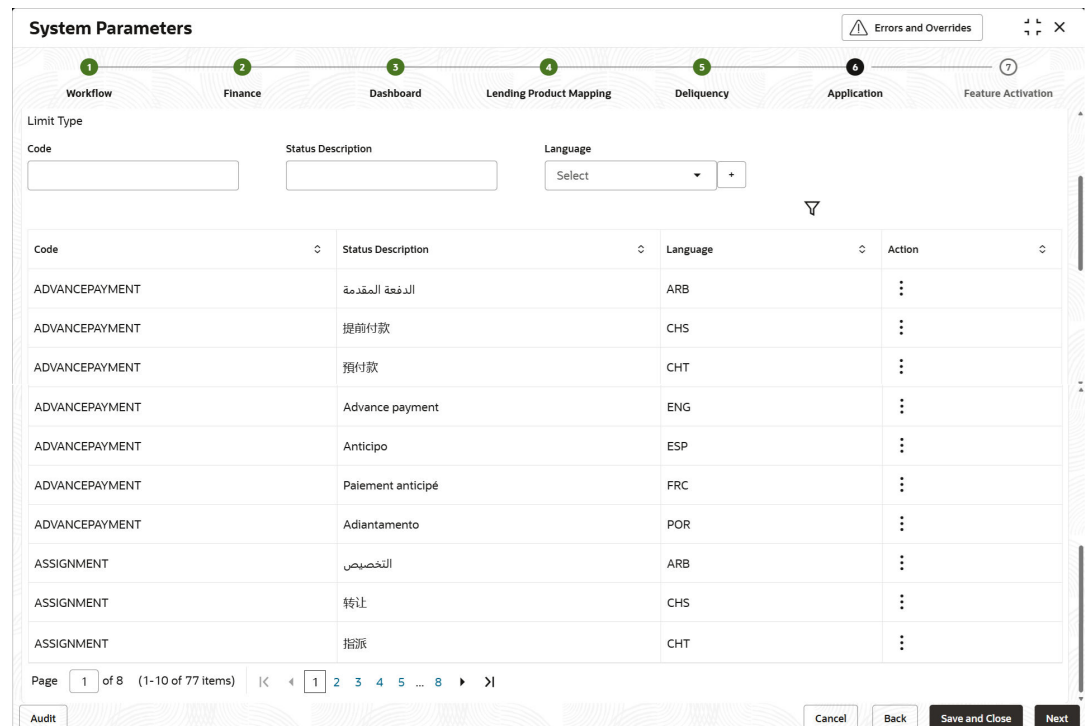 System Parameters
Errors and Overrides
1 2 3 4 5 6 7
Workflow Finance Dashboard Lending Product Mapping Deliquency Application Feature Activation
Limit Type
Code Status Description Language
Select +
Code Status Description Language Action
ADVANCEPAYMENT الدفعة المقدمة ARB
ADVANCEPAYMENT 提前付款 CHS
ADVANCEPAYMENT 預付款 CHT
ADVANCEPAYMENT Advance payment ENG
ADVANCEPAYMENT Anticipo ESP
ADVANCEPAYMENT Paiement anticipé FRC
ADVANCEPAYMENT Adiantamento POR
ASSIGNMENT التخصيص ARB
ASSIGNMENT 转让 CHS
ASSIGNMENT 指派 CHT
Page 1 of 8 (1-10 of 77 items) 1 2 3 4 5 ... 8
Audit Cancel Back Save and Close Next